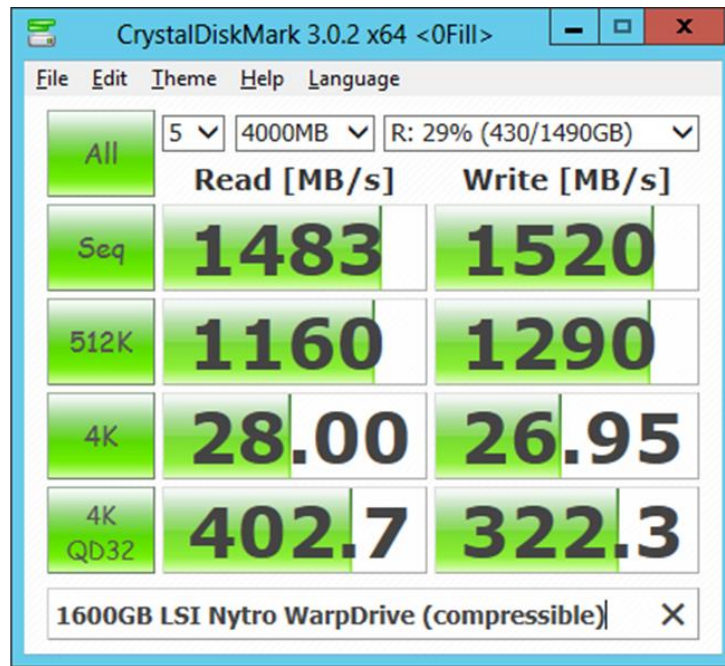 CrystalDiskMark 3.0.2 x64 <0Fill>
File Edit Theme Help Language
All 5 4000MB R: 29% (430/1490GB)
Read [MB/s] Write [MB/s]
Seq 1483 1520
512K 1160 1290
4K 28.00 26.95
4K
QD32 402.7 322.3
1600GB LSI Nytro WarpDrive (compressible)